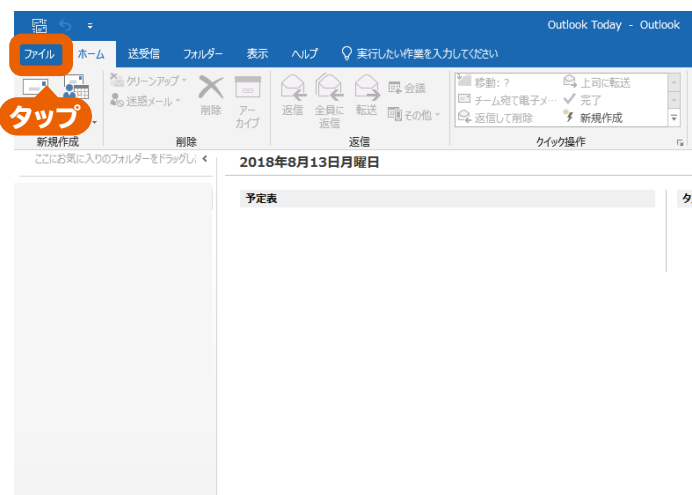 Outlook Today - Outlook
ファイル ホーム 送受信 フォルダー 表示 ヘルプ 実行したい作業を入力してください
タップ
新規作成
クリーンアップ
迷惑メール
削除
アーカイブ
削除
返信
全員に返信
転送
会議
その他
返信
移動: ?
チーム宛て電子メ…
返信して削除
上司に転送
完了
新規作成
クイック操作
ここにお気に入りのフォルダーをドラッグし
2018年8月13日月曜日
予定表